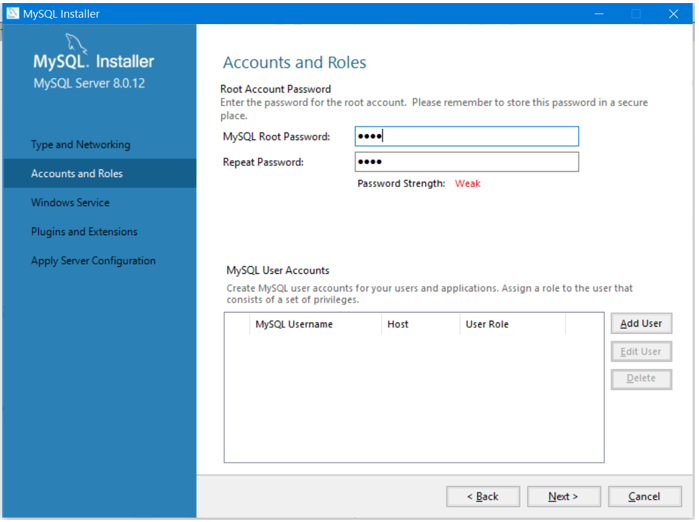 MySQL Installer
MySQL. Installer
MySQL Server 8.0.12
Type and Networking
Accounts and Roles
Windows Service
Plugins and Extensions
Apply Server Configuration
Accounts and Roles
Root Account Password
Enter the password for the root account. Please remember to store this password in a secure
place.
MySQL Root Password: ●●●●
Repeat Password: ●●●●
Password Strength: Weak
MySQL User Accounts
Create MySQL user accounts for your users and applications. Assign a role to the user that
consists of a set of privileges.
MySQL Username Host User Role
Add User
Edit User
Delete
< Back Next > Cancel